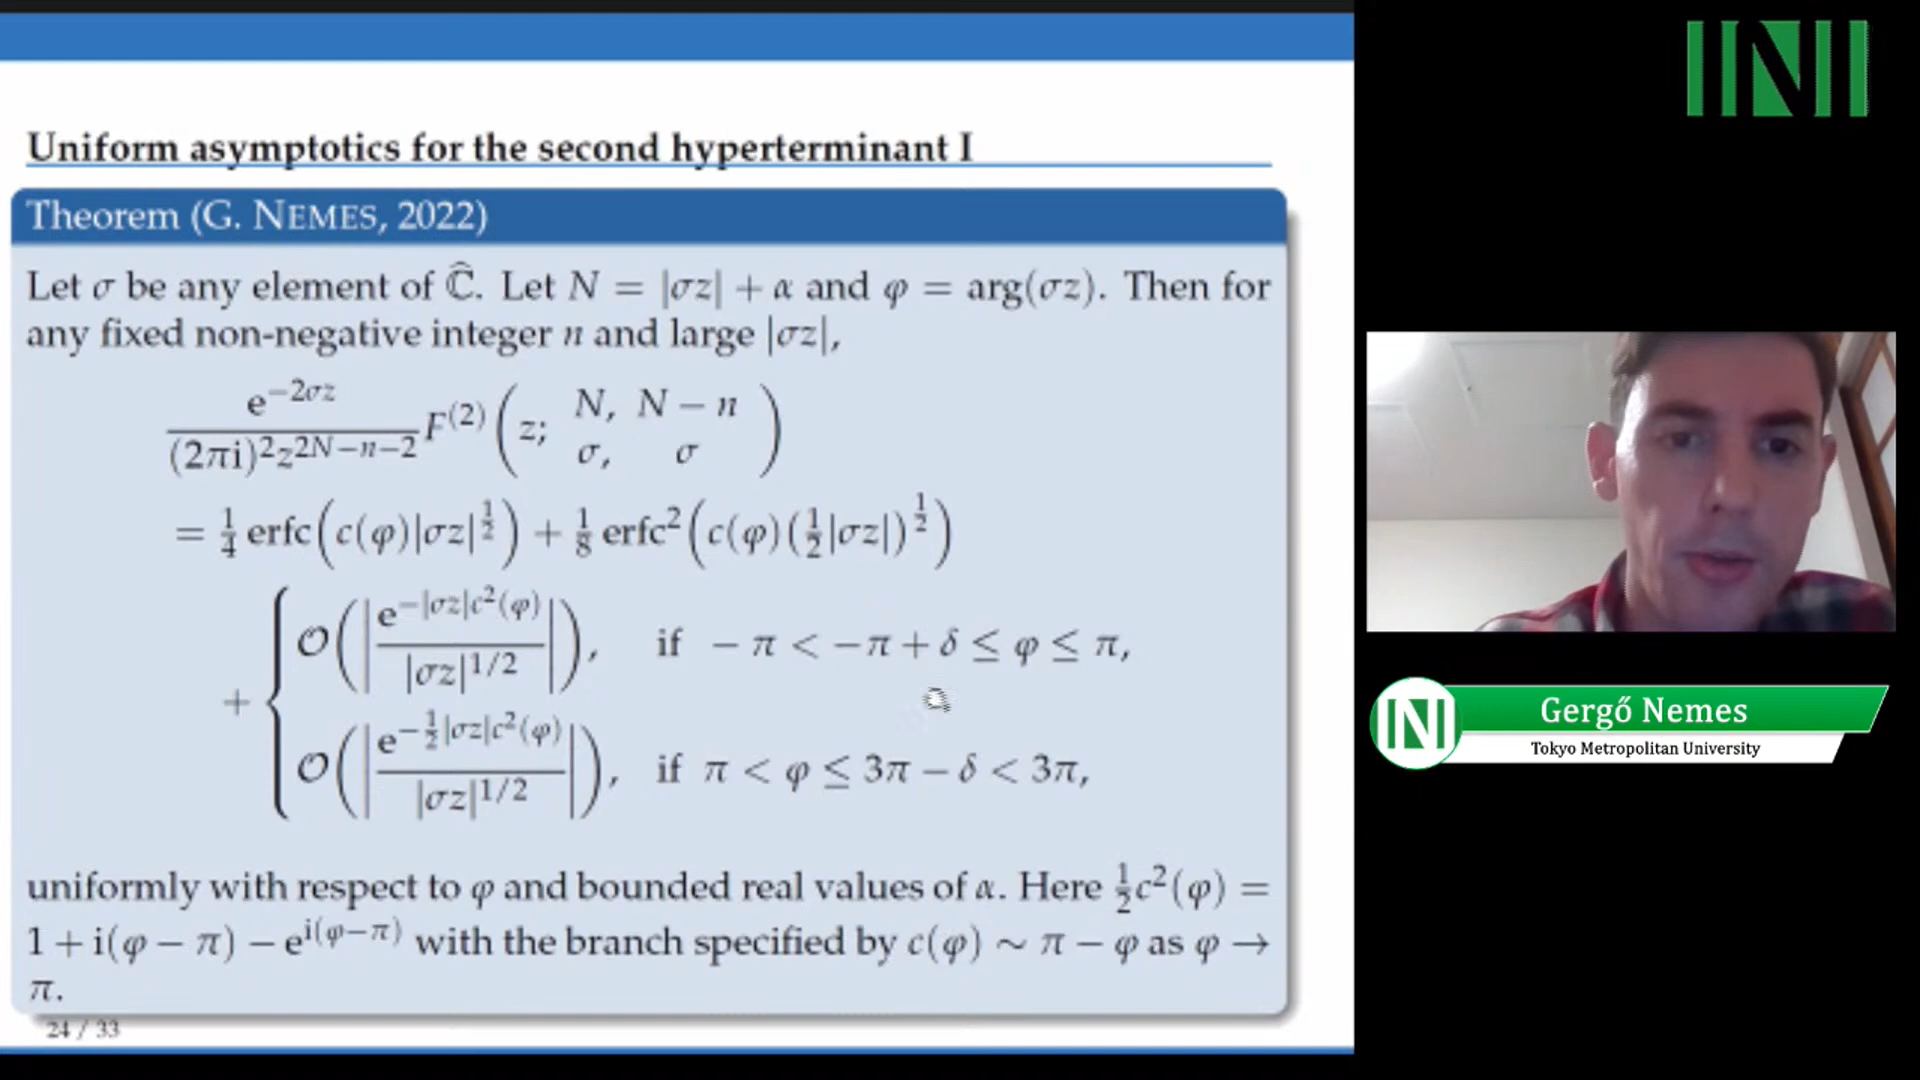 Uniform asymptotics for the second hyperterminant I
Theorem (G. NEMES, 2022)
Let σ be any element of ℂ̂. Let N = |σz| + α and φ = arg(σz). Then for
any fixed non-negative integer n and large |σz|,
e^{−2σz} / ((2πi)^2 z^{2N−n−2}) F^{(2)} ( z; N, N − n ; σ, σ )
= 1/4 erfc( c(φ)|σz|^{1/2} ) + 1/8 erfc^2( c(φ)(1/2|σz|)^{1/2} )
+ { O( | e^{−|σz|c^2(φ)} / |σz|^{1/2} | ), if − π < −π + δ ≤ φ ≤ π,
O( | e^{−1/2|σz|c^2(φ)} / |σz|^{1/2} | ), if π < φ ≤ 3π − δ < 3π,
uniformly with respect to φ and bounded real values of α. Here 1/2 c^2(φ) =
1 + i(φ − π) − e^{i(φ−π)} with the branch specified by c(φ) ∼ π − φ as φ →
π.
24 / 33
INI
INI
Gergő Nemes
Tokyo Metropolitan University